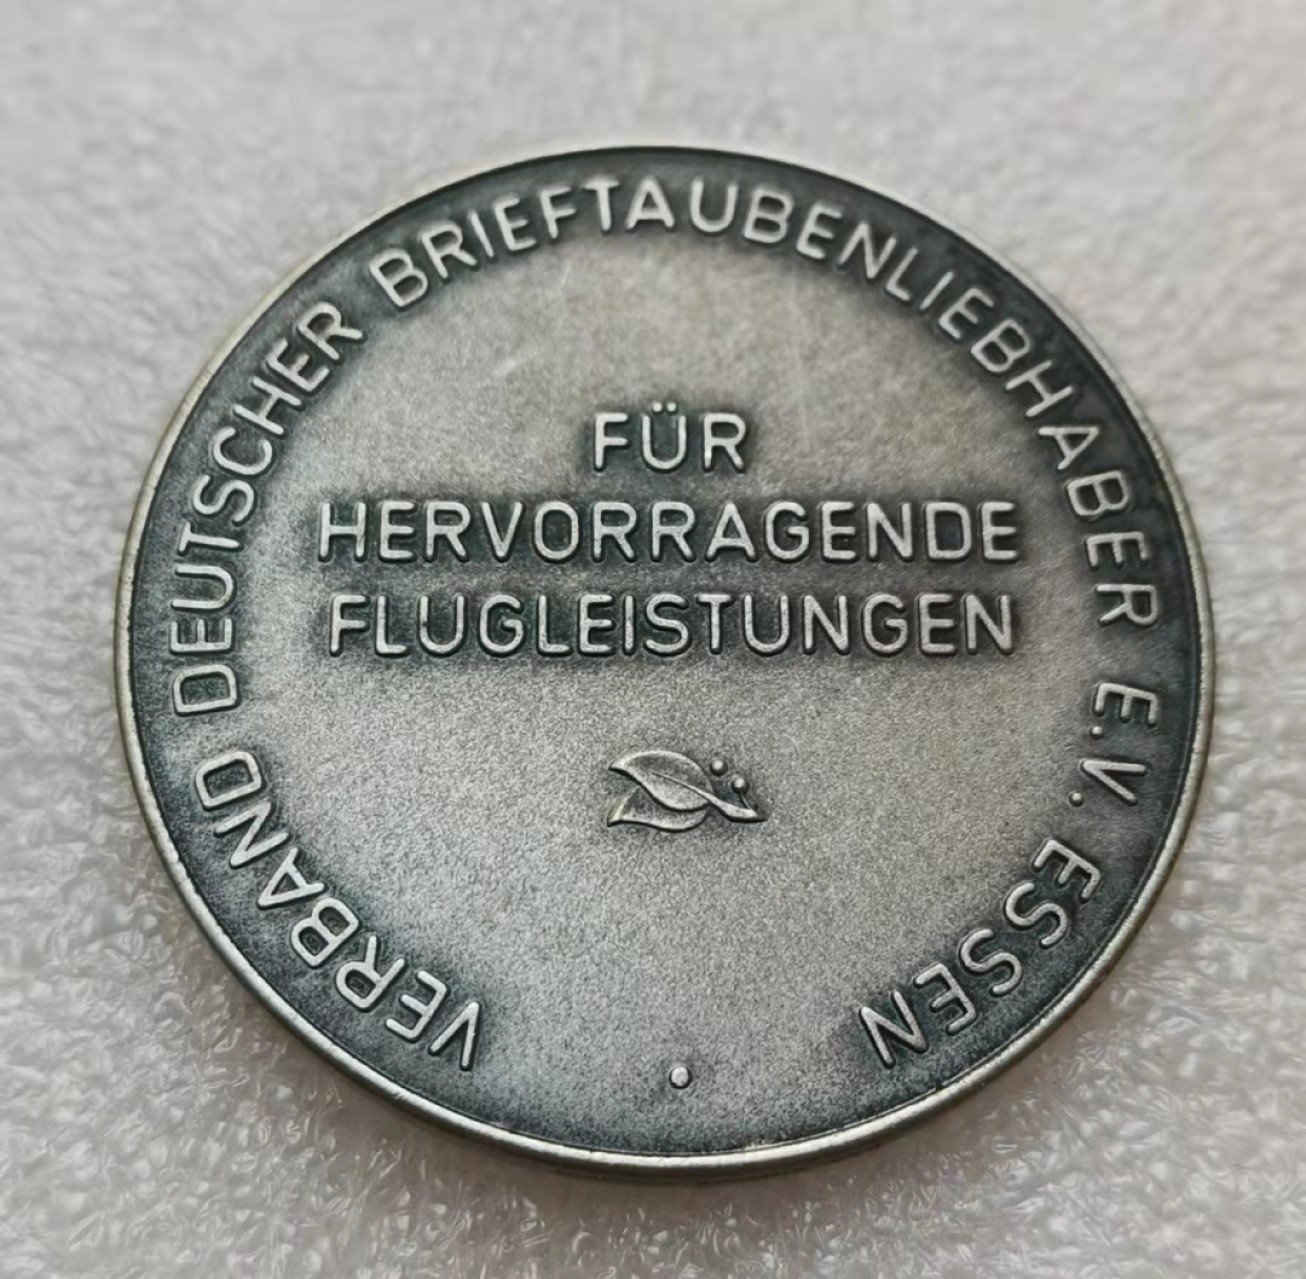 VERBAND DEUTSCHER BRIEFTAUBENLIEBHABER E.V. ESSEN
FÜR
HERVORRAGENDE
FLUGLEISTUNGEN